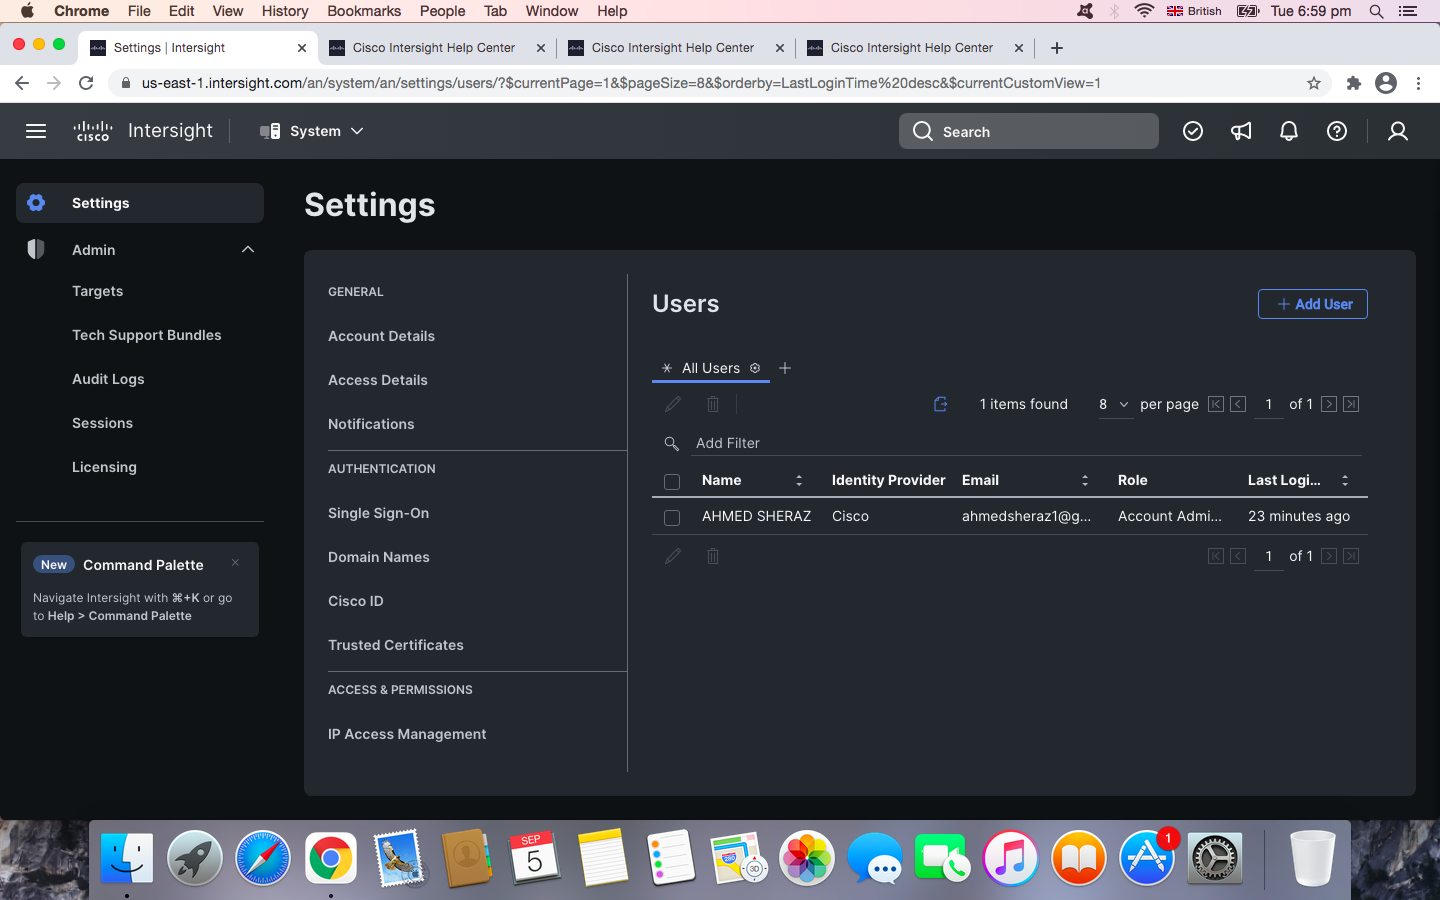 Chrome File Edit View History Bookmarks People Tab Window Help British Tue 6:59 pm
Settings | Intersight Cisco Intersight Help Center Cisco Intersight Help Center Cisco Intersight Help Center
us-east-1.intersight.com/an/system/an/settings/users/?$currentPage=1&$pageSize=8&$orderby=LastLoginTime%20desc&$currentCustomView=1
cisco Intersight System Search
Settings
Admin
Targets
Tech Support Bundles
Audit Logs
Sessions
Licensing
New Command Palette
Navigate Intersight with ⌘+K or go
to Help > Command Palette
Settings
GENERAL
Account Details
Access Details
Notifications
AUTHENTICATION
Single Sign-On
Domain Names
Cisco ID
Trusted Certificates
ACCESS & PERMISSIONS
IP Access Management
Users
+ Add User
All Users
1 items found 8 per page 1 of 1
Add Filter
Name Identity Provider Email Role Last Logi...
AHMED SHERAZ Cisco ahmedsheraz1@g... Account Admi... 23 minutes ago
1 of 1
SEP
5
280
3D
1